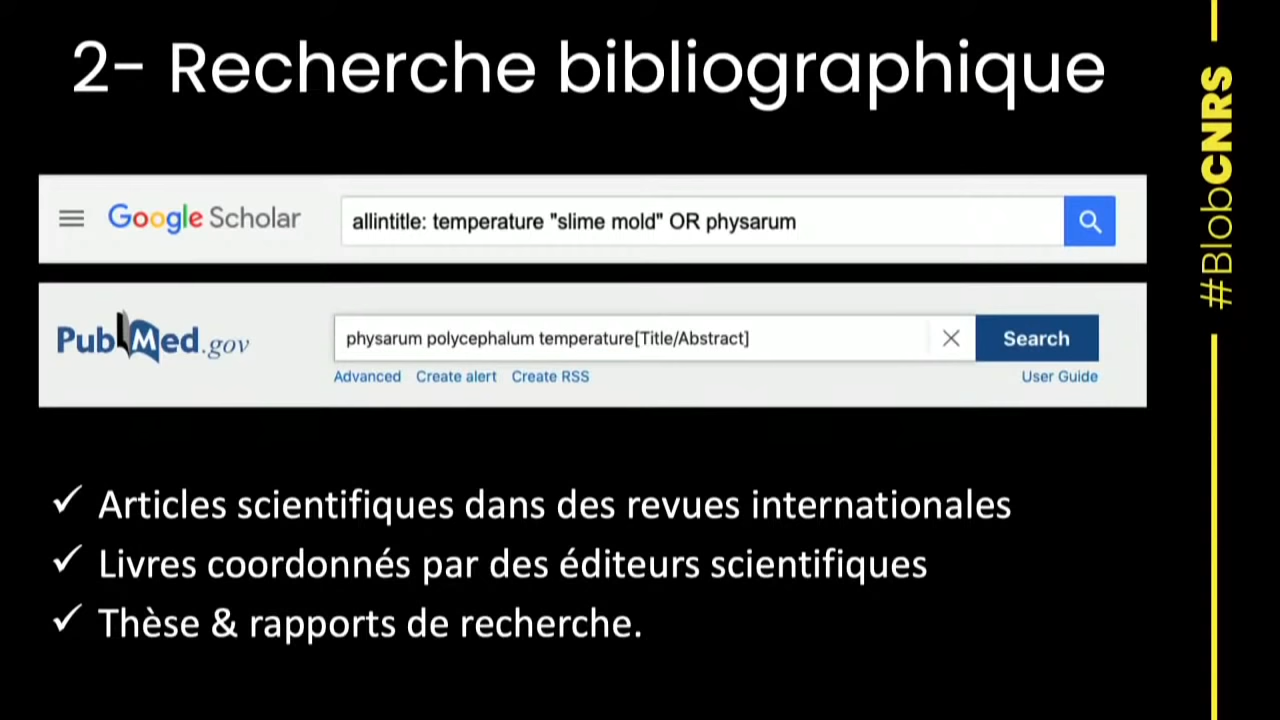 2- Recherche bibliographique
Google Scholar
allintitle: temperature "slime mold" OR physarum
PubMed.gov
physarum polycephalum temperature[Title/Abstract]
Search
Advanced Create alert Create RSS
User Guide
✓ Articles scientifiques dans des revues internationales
✓ Livres coordonnés par des éditeurs scientifiques
✓ Thèse & rapports de recherche.
#BlobCNRS